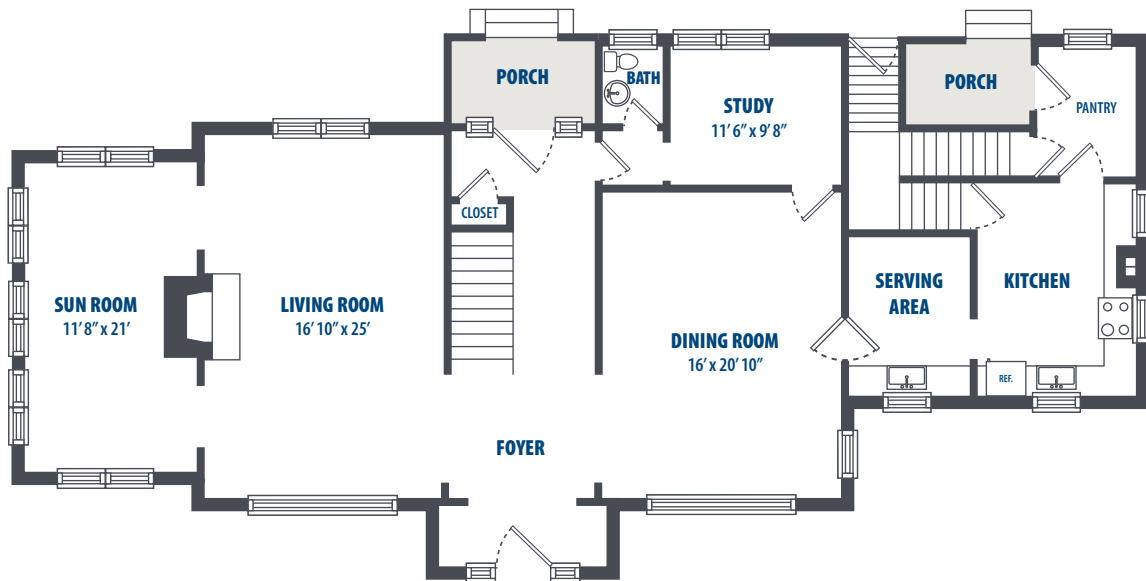 PORCH
BATH
STUDY
11’ 6” x 9’ 8”
PORCH
PANTRY
CLOSET
SUN ROOM
11’ 8” x 21’
LIVING ROOM
16’ 10” x 25’
DINING ROOM
16’ x 20’ 10”
SERVING
AREA
KITCHEN
REF.
FOYER